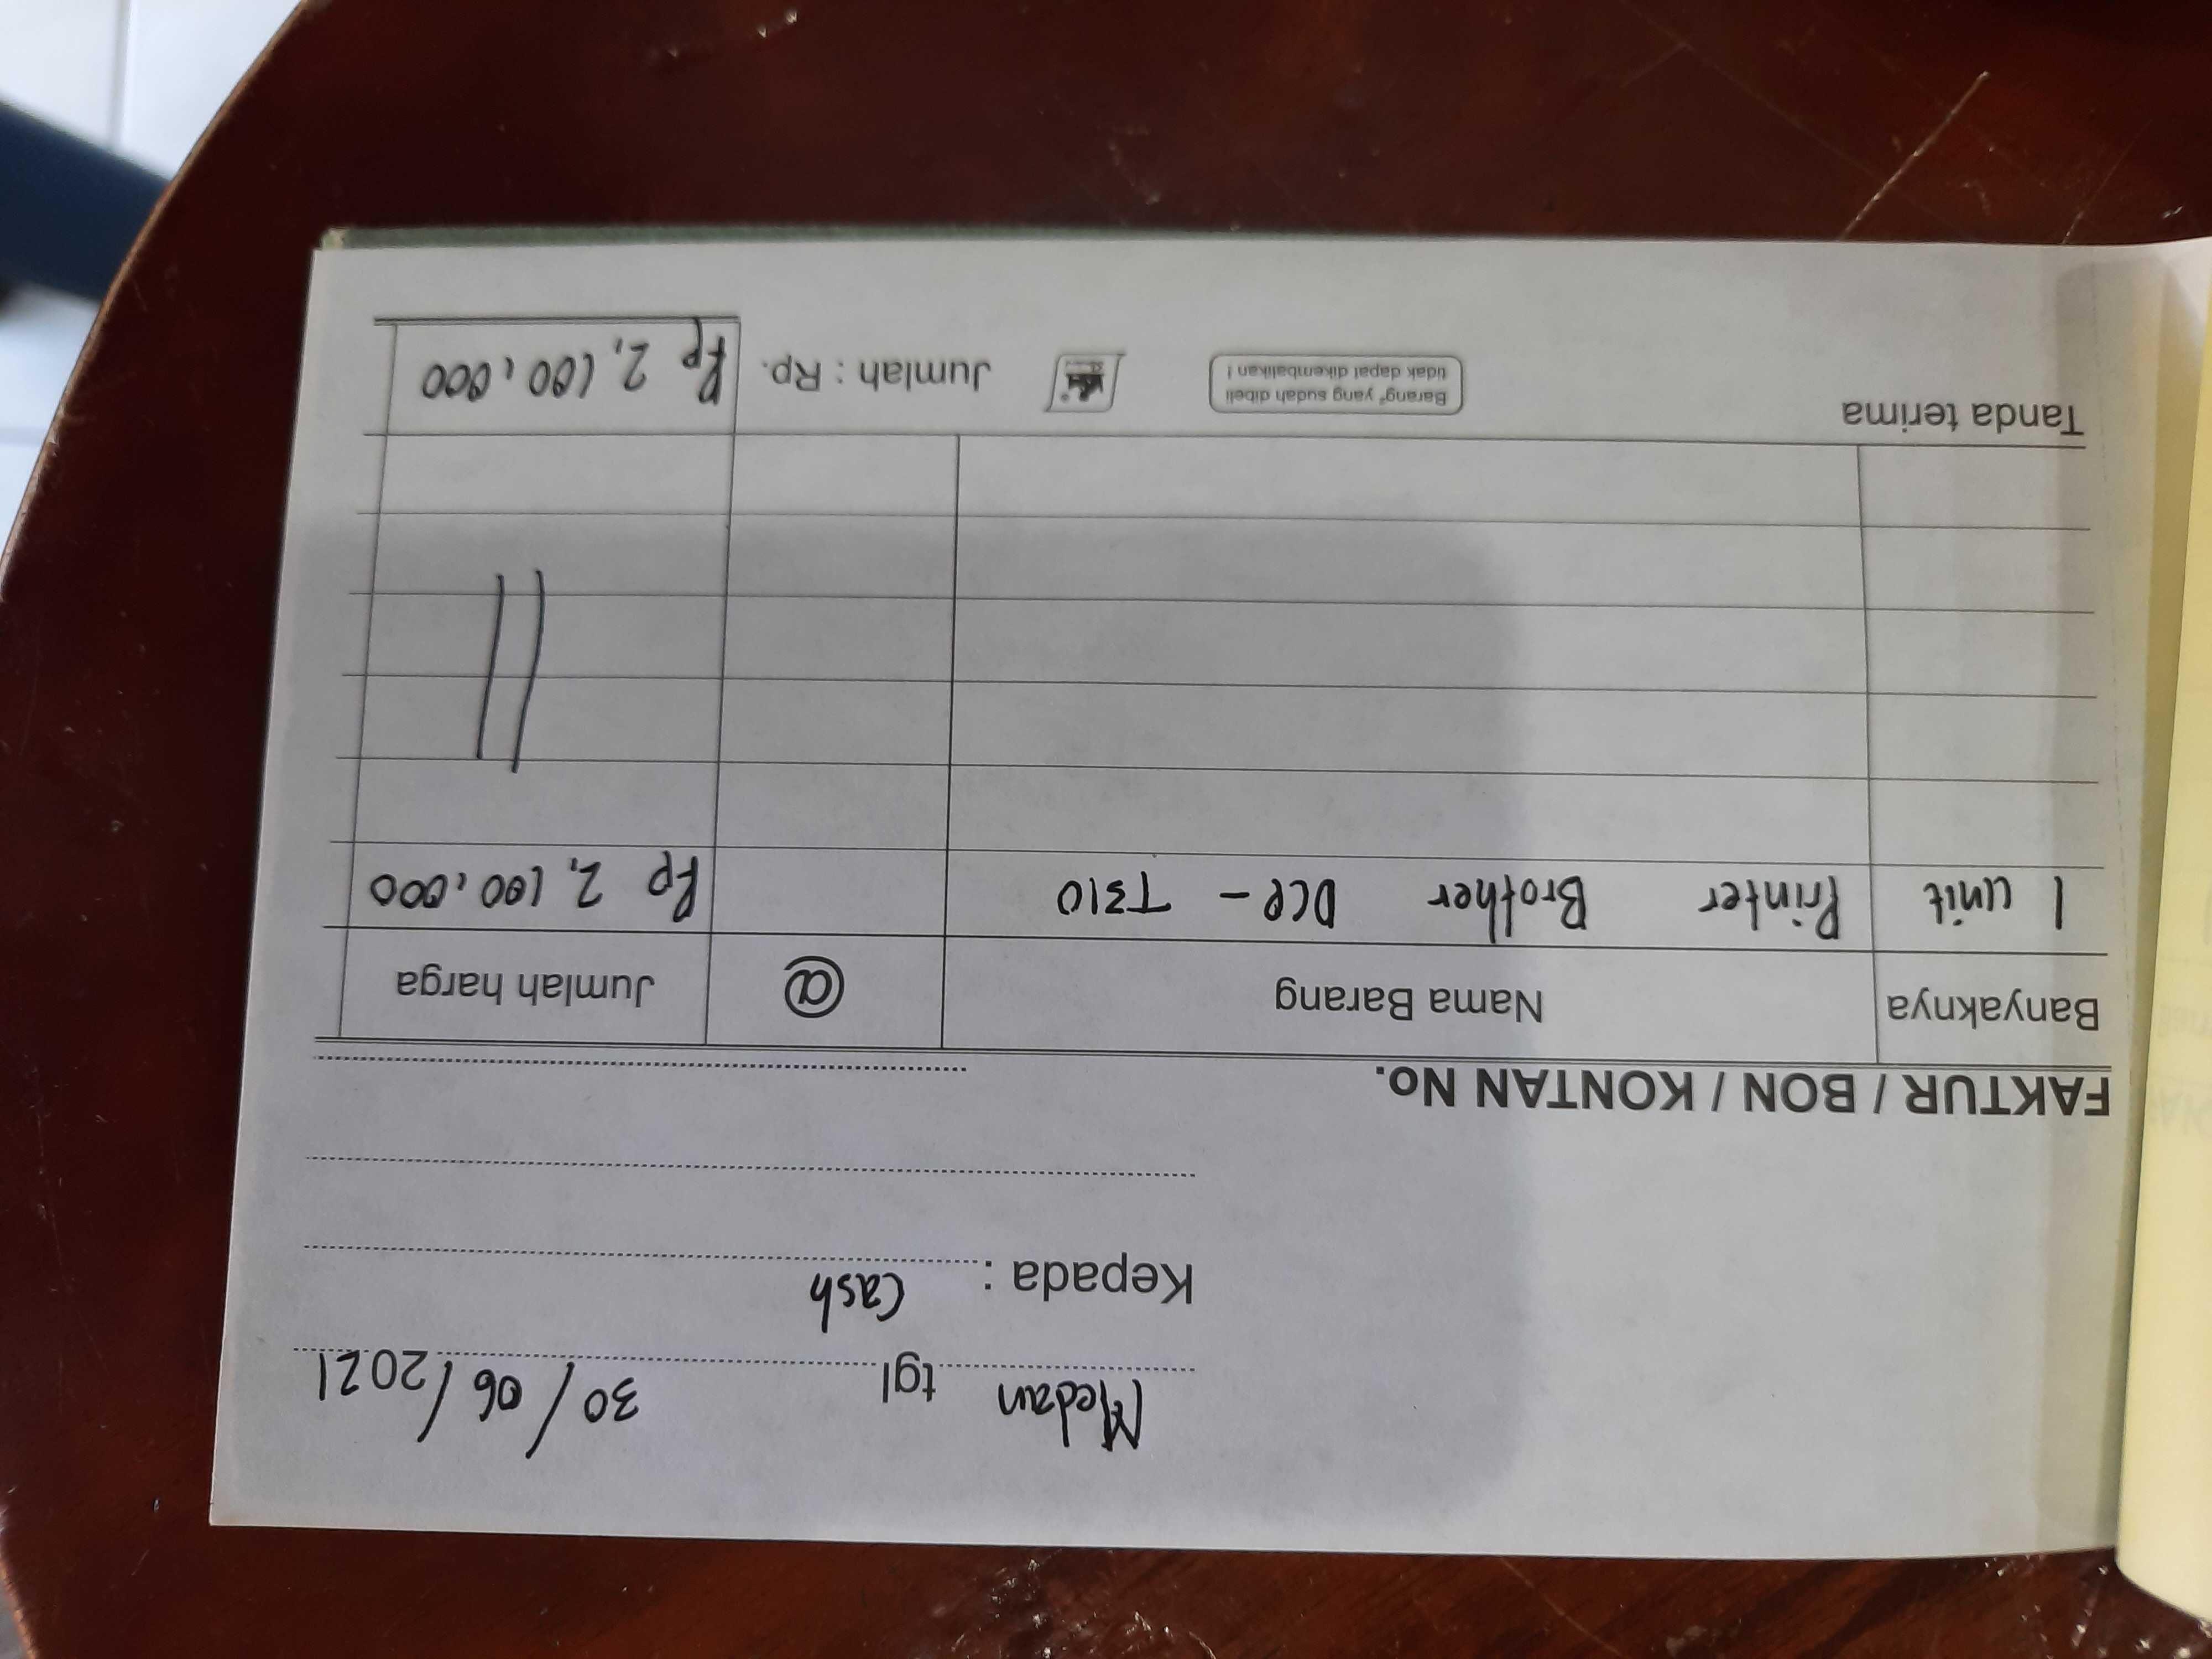 Medan tgl 30/06/2021
Kepada : Cash
FAKTUR / BON / KONTAN No.
Banyaknya Nama Barang @ Jumlah harga
1 unit Printer Brother DCP - T310 Rp 2,100,000
Tanda terima
Barang² yang sudah dibeli
tidak dapat dikembalikan !
Jumlah : Rp. Rp 2,100,000